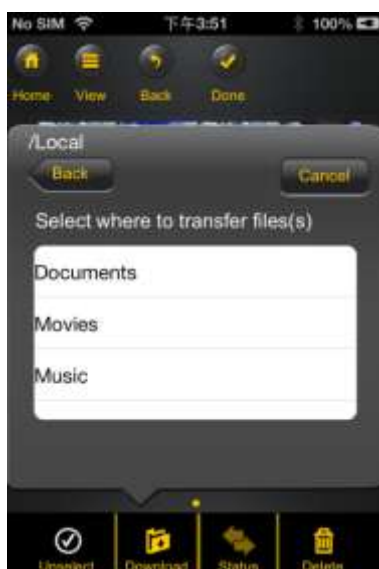 No SIM 下午3:51 100%
Home View Back Done
/Local
Back Cancel
Select where to transfer files(s)
Documents
Movies
Music
Unselect Download Status Delete